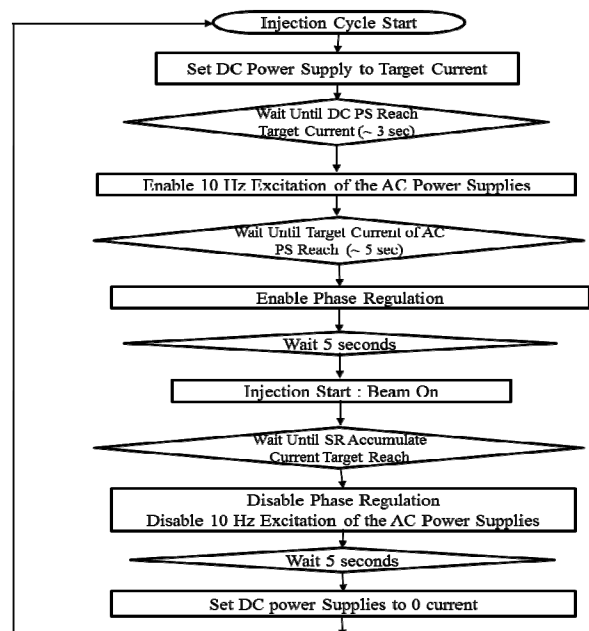 Injection Cycle Start
Set DC Power Supply to Target Current
Wait Until DC PS Reach
Target Current (~ 3 sec)
Enable 10 Hz Excitation of the AC Power Supplies
Wait Until Target Current of AC
PS Reach (~ 5 sec)
Enable Phase Regulation
Wait 5 seconds
Injection Start : Beam On
Wait Until SR Accumulate
Current Target Reach
Disable Phase Regulation
Disable 10 Hz Excitation of the AC Power Supplies
Wait 5 seconds
Set DC power Supplies to 0 current